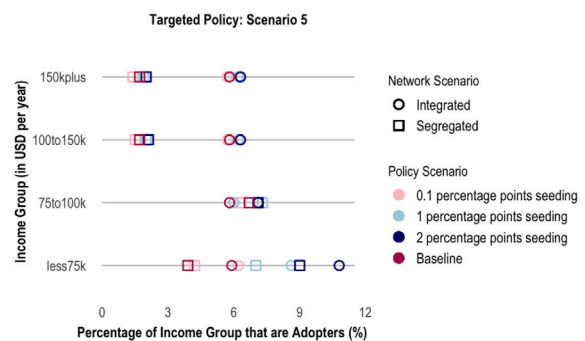 Targeted Policy: Scenario 5
Income Group (in USD per year)
150kplus
100to150k
75to100k
less75k
0 3 6 9 12
Percentage of Income Group that are Adopters (%)
Network Scenario
Integrated
Segregated
Policy Scenario
0.1 percentage points seeding
1 percentage points seeding
2 percentage points seeding
Baseline